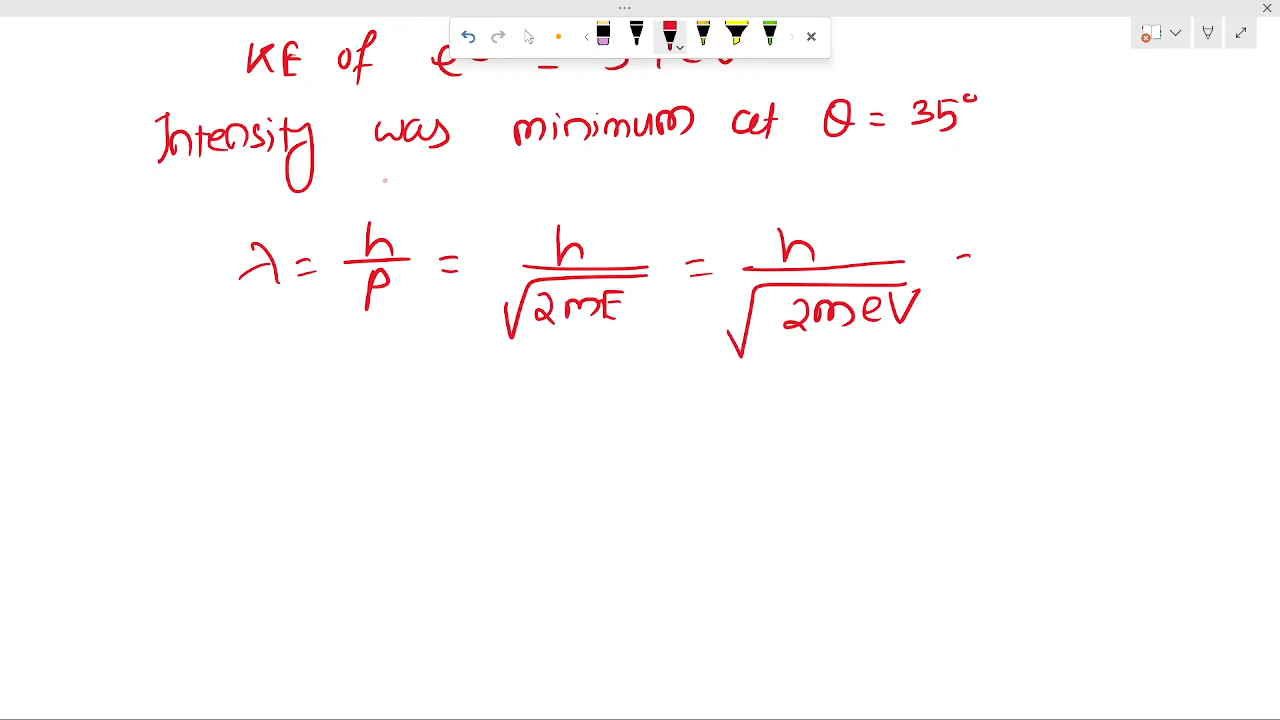 KE of
Intensity was minimum at θ = 35°
λ = h/p = h/√2mE = h/√2meV =